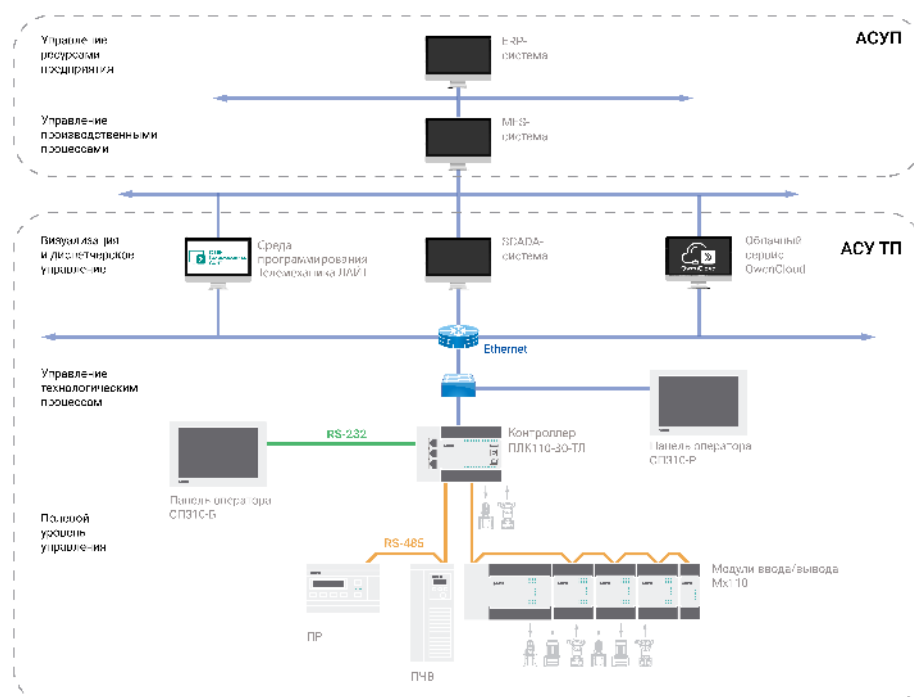 Управление
ресурсами
предприятия
ERP-
система
АСУП
Управление
производственными
процессами
MES-
система
Визуализация
и диспетчерское
управление
Среда
программирования
Телемеханика ЛАЙТ
SCADA-
система
Облачный
сервис
OwenCloud
OwenCloud
АСУ ТП
Ethernet
Управление
технологическим
процессом
RS-232
Контроллер
ПЛК110-30-ТЛ
Панель оператора
СП310-Р
Панель оператора
СП310-Б
Полевой
уровень
управления
RS-485
Модули ввода/вывода
Мх110
ПР
ПЧВ